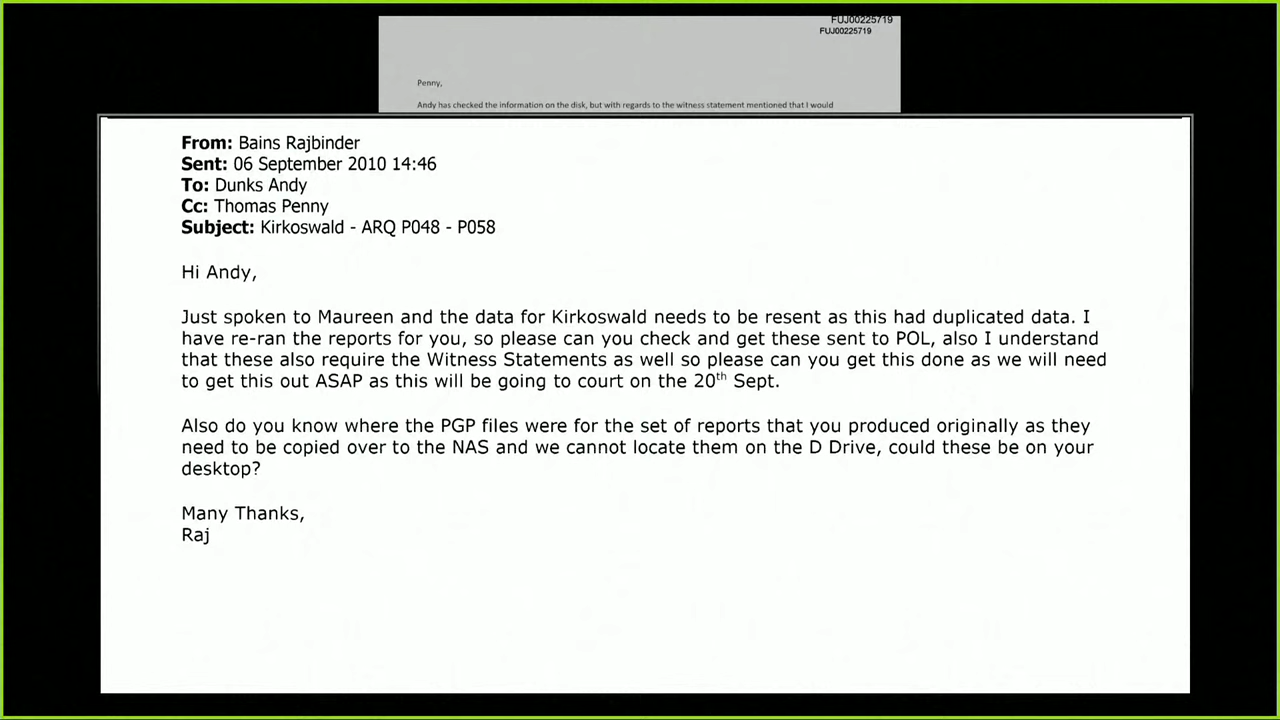 FUJ00225719
FUJ00225719
Penny,
Andy has checked the information on the disk, but with regards to the witness statement mentioned that I would
From: Bains Rajbinder
Sent: 06 September 2010 14:46
To: Dunks Andy
Cc: Thomas Penny
Subject: Kirkoswald - ARQ P048 - P058
Hi Andy,
Just spoken to Maureen and the data for Kirkoswald needs to be resent as this had duplicated data. I
have re-ran the reports for you, so please can you check and get these sent to POL, also I understand
that these also require the Witness Statements as well so please can you get this done as we will need
to get this out ASAP as this will be going to court on the 20th Sept.
Also do you know where the PGP files were for the set of reports that you produced originally as they
need to be copied over to the NAS and we cannot locate them on the D Drive, could these be on your
desktop?
Many Thanks,
Raj